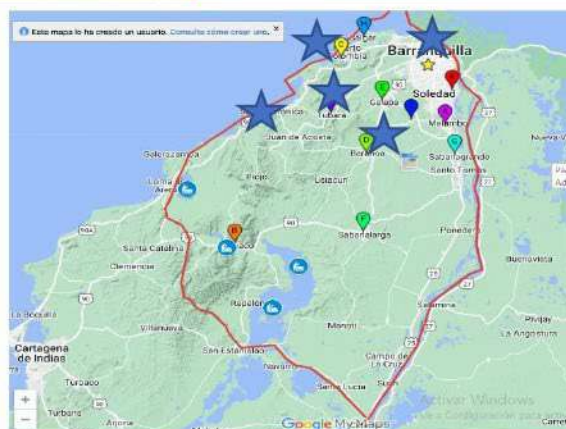 Este mapa lo ha creado un usuario. Consulta cómo crear uno.
Barranquilla
Soledad
Galapa
Malambo
Tubará
Juan de Acosta
Baranoa
Sabanagrande
Santo Tomás
Galerazamba
Piojó
Usiacurí
Loma de Arena
Sabanalarga
Ponedera
Santa Catalina
Clemencia
Buenavista
Repelón
Salamina
La Boquilla
Villanueva
Manatí
Pivijay
La Angostura
Cartagena
de Indias
San Estanislao
Campo de
La Cruz
Turbaco
Santa Lucía
Suan
Activar Windows
Turbana
Arjona
Google My Maps